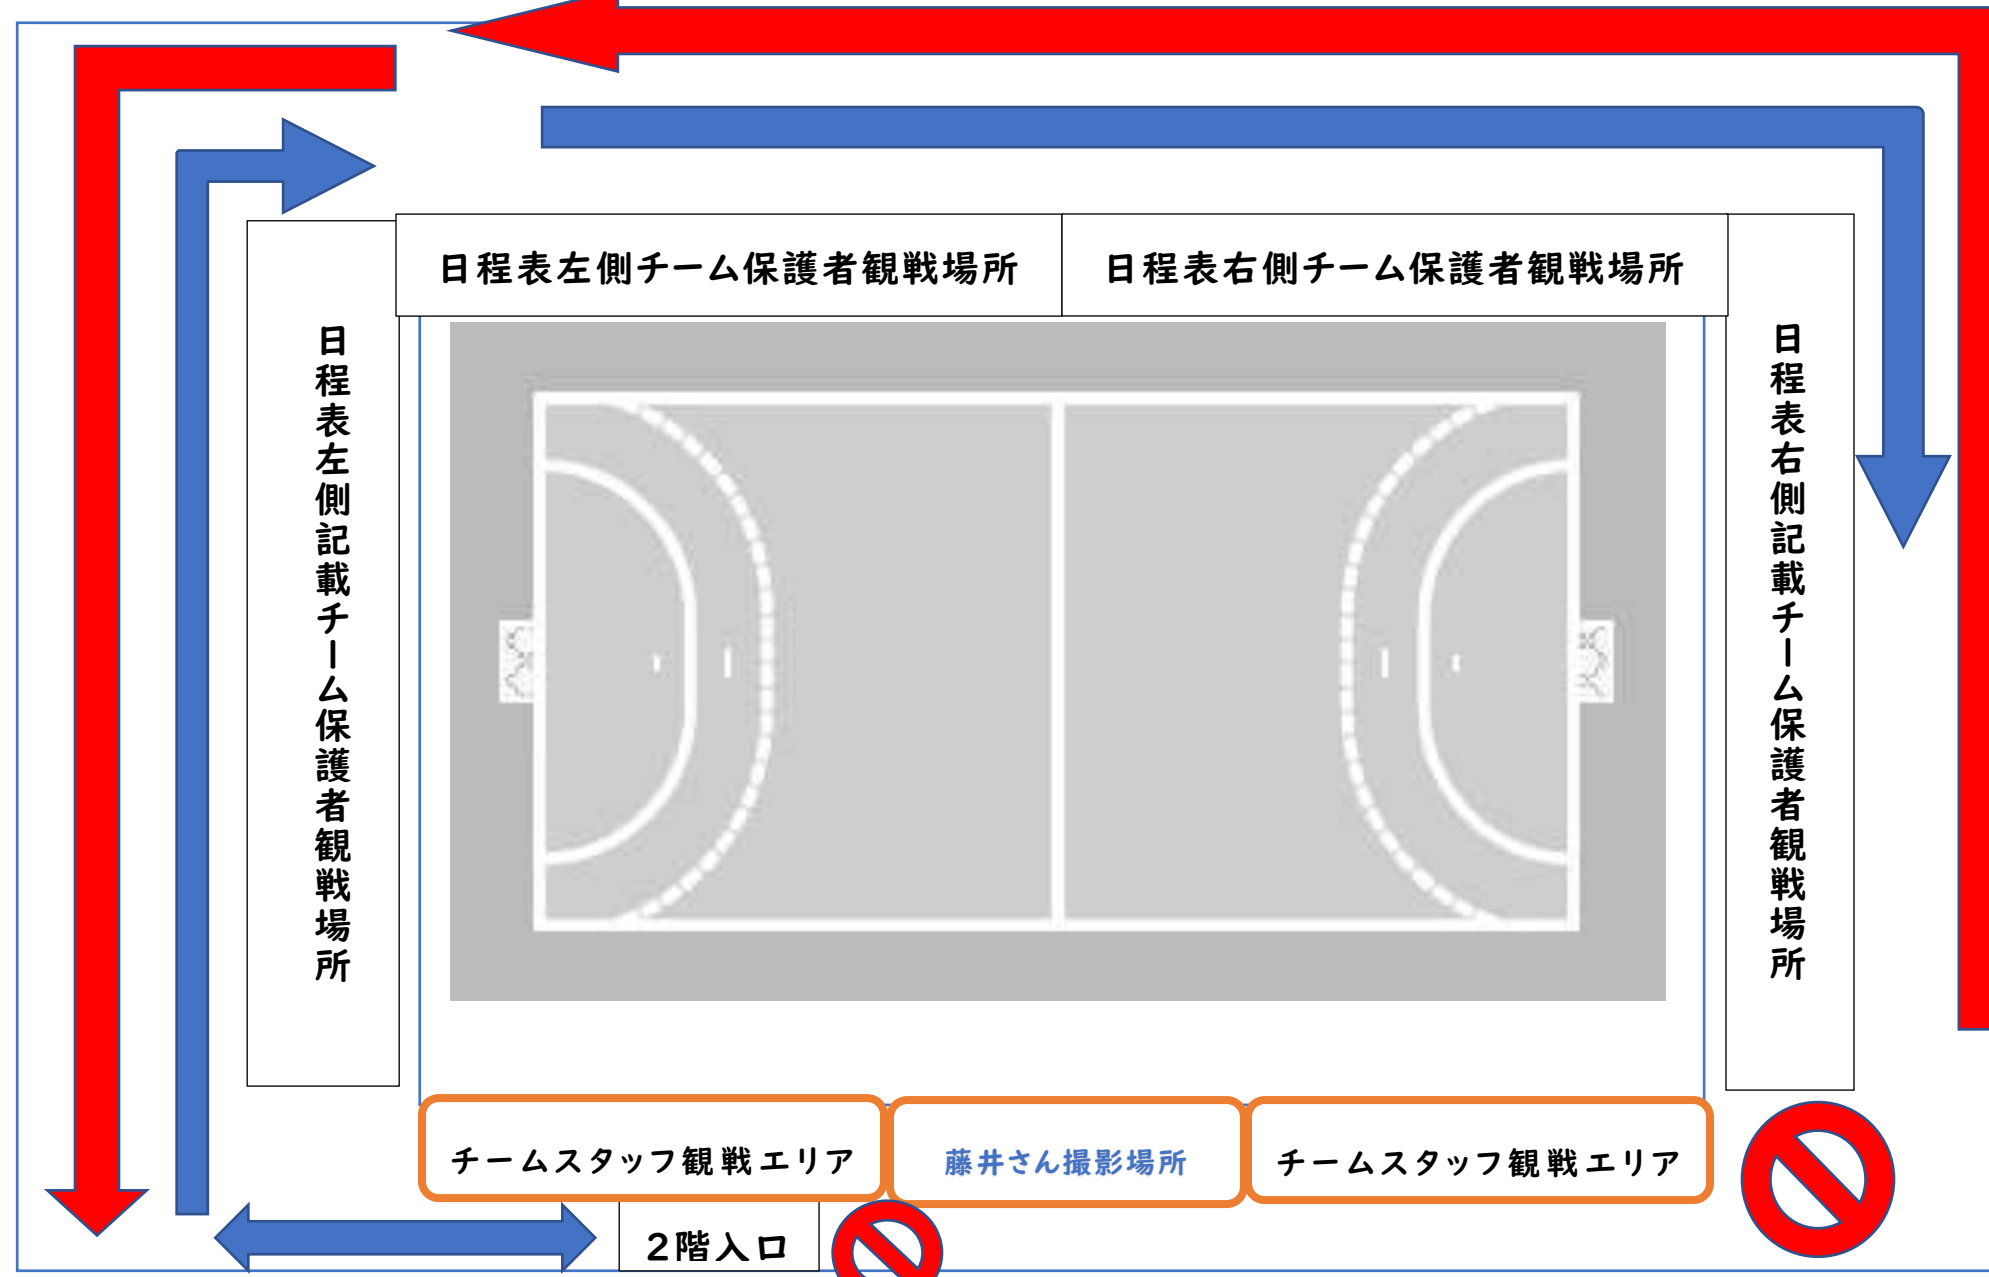 日程表左側チーム保護者観戦場所
日程表右側チーム保護者観戦場所
日程表左側記載チーム保護者観戦場所
日程表右側記載チーム保護者観戦場所
チームスタッフ観戦エリア
藤井さん撮影場所
チームスタッフ観戦エリア
2階入口